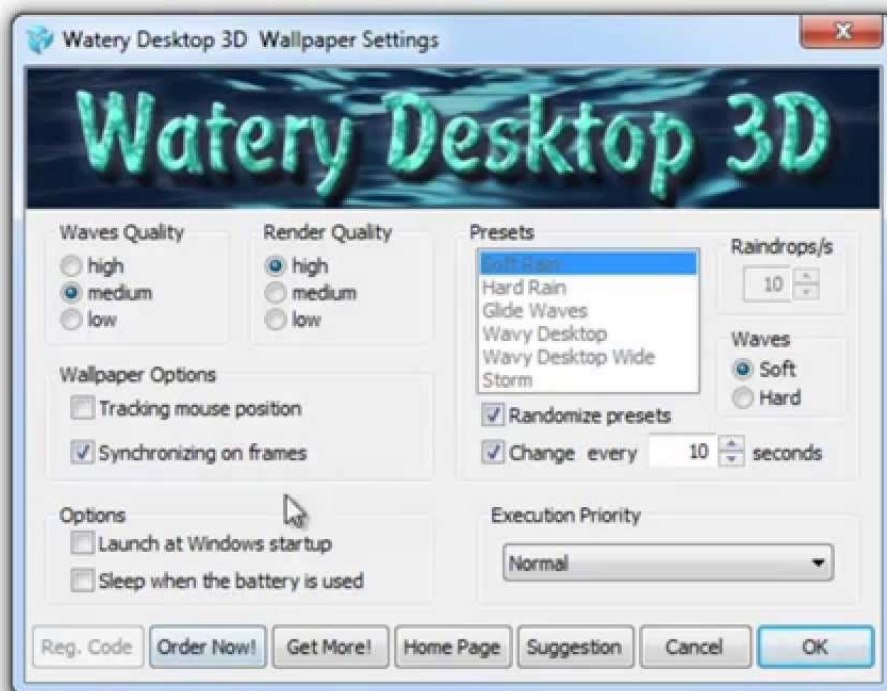 Watery Desktop 3D Wallpaper Settings
Watery Desktop 3D
Waves Quality
high
medium
low
Render Quality
high
medium
low
Presets
Soft Rain
Hard Rain
Glide Waves
Wavy Desktop
Wavy Desktop Wide
Storm
Raindrops/s
10
Waves
Soft
Hard
Randomize presets
Change every 10 seconds
Wallpaper Options
Tracking mouse position
Synchronizing on frames
Options
Launch at Windows startup
Sleep when the battery is used
Execution Priority
Normal
Reg. Code
Order Now!
Get More!
Home Page
Suggestion
Cancel
OK